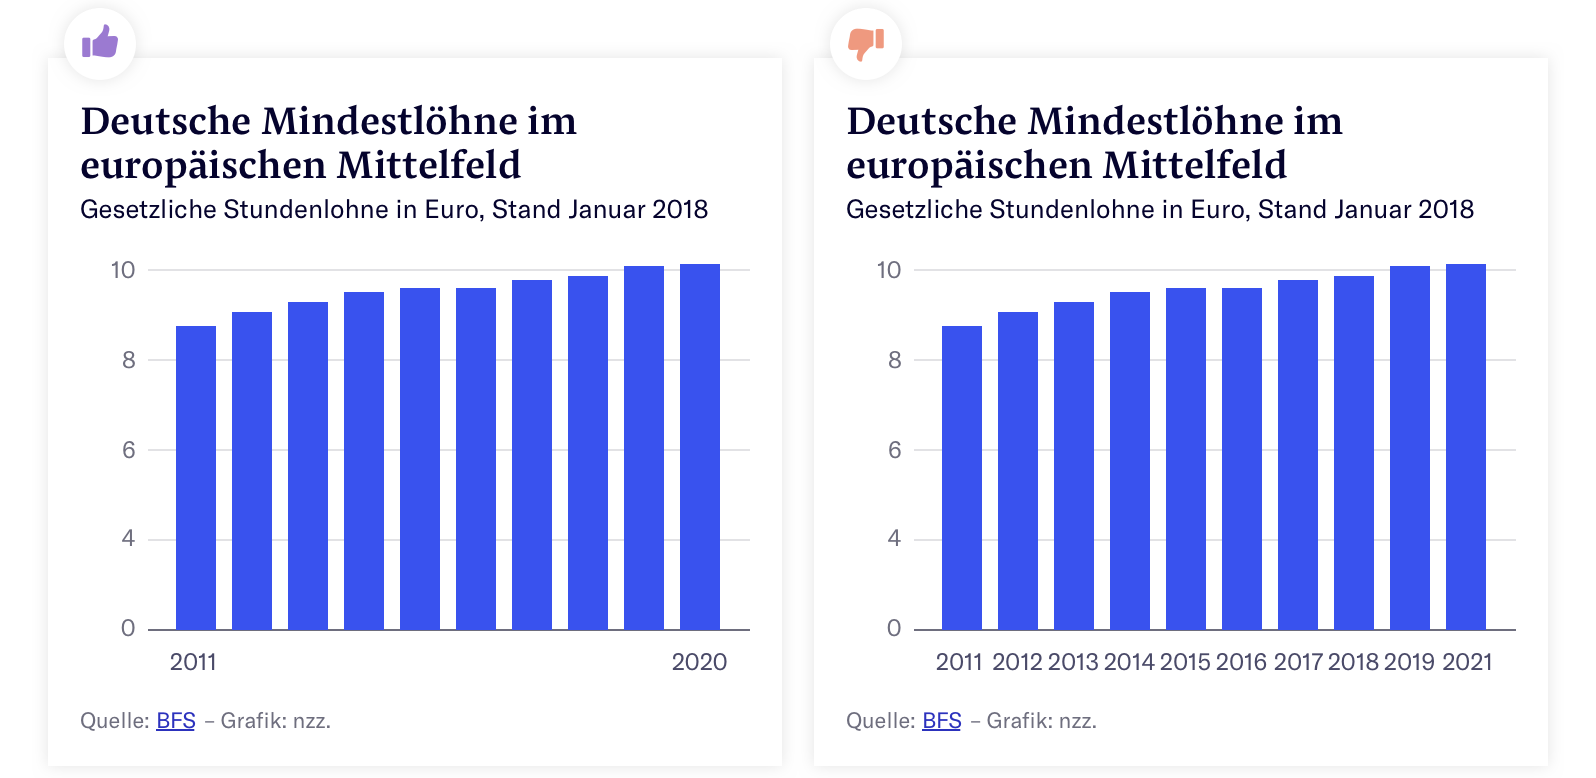 Deutsche Mindestlöhne im
europäischen Mittelfeld
Gesetzliche Stundenlohne in Euro, Stand Januar 2018
10
8
6
4
0
2011 2020
Quelle: BFS – Grafik: nzz.
Deutsche Mindestlöhne im
europäischen Mittelfeld
Gesetzliche Stundenlohne in Euro, Stand Januar 2018
10
8
6
4
0
2011 2012 2013 2014 2015 2016 2017 2018 2019 2021
Quelle: BFS – Grafik: nzz.